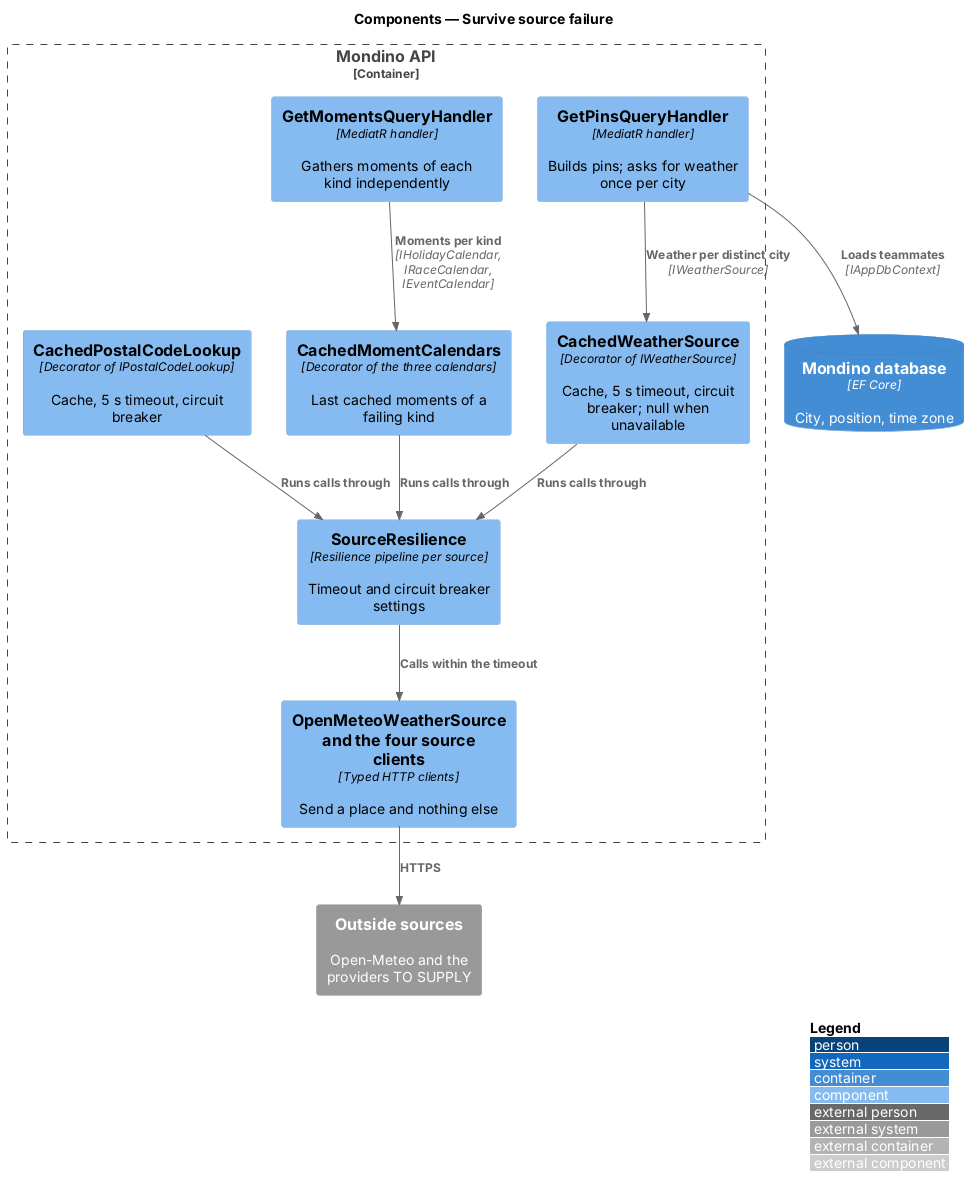 Components — Survive source failure
Mondino API
[Container]
GetMomentsQueryHandler
[MediatR handler]
Gathers moments of each
kind independently
GetPinsQueryHandler
[MediatR handler]
Builds pins; asks for weather
once per city
Moments per kind
[IHolidayCalendar,
IRaceCalendar,
IEventCalendar]
Weather per distinct city
[IWeatherSource]
Loads teammates
[IAppDbContext]
CachedPostalCodeLookup
[Decorator of IPostalCodeLookup]
Cache, 5 s timeout, circuit
breaker
CachedMomentCalendars
[Decorator of the three calendars]
Last cached moments of a
failing kind
CachedWeatherSource
[Decorator of IWeatherSource]
Cache, 5 s timeout, circuit
breaker; null when
unavailable
Mondino database
[EF Core]
City, position, time zone
Runs calls through
Runs calls through
Runs calls through
SourceResilience
[Resilience pipeline per source]
Timeout and circuit breaker
settings
Calls within the timeout
OpenMeteoWeatherSource
and the four source
clients
[Typed HTTP clients]
Send a place and nothing else
HTTPS
Outside sources
Open-Meteo and the
providers TO SUPPLY
Legend
person
system
container
component
external person
external system
external container
external component